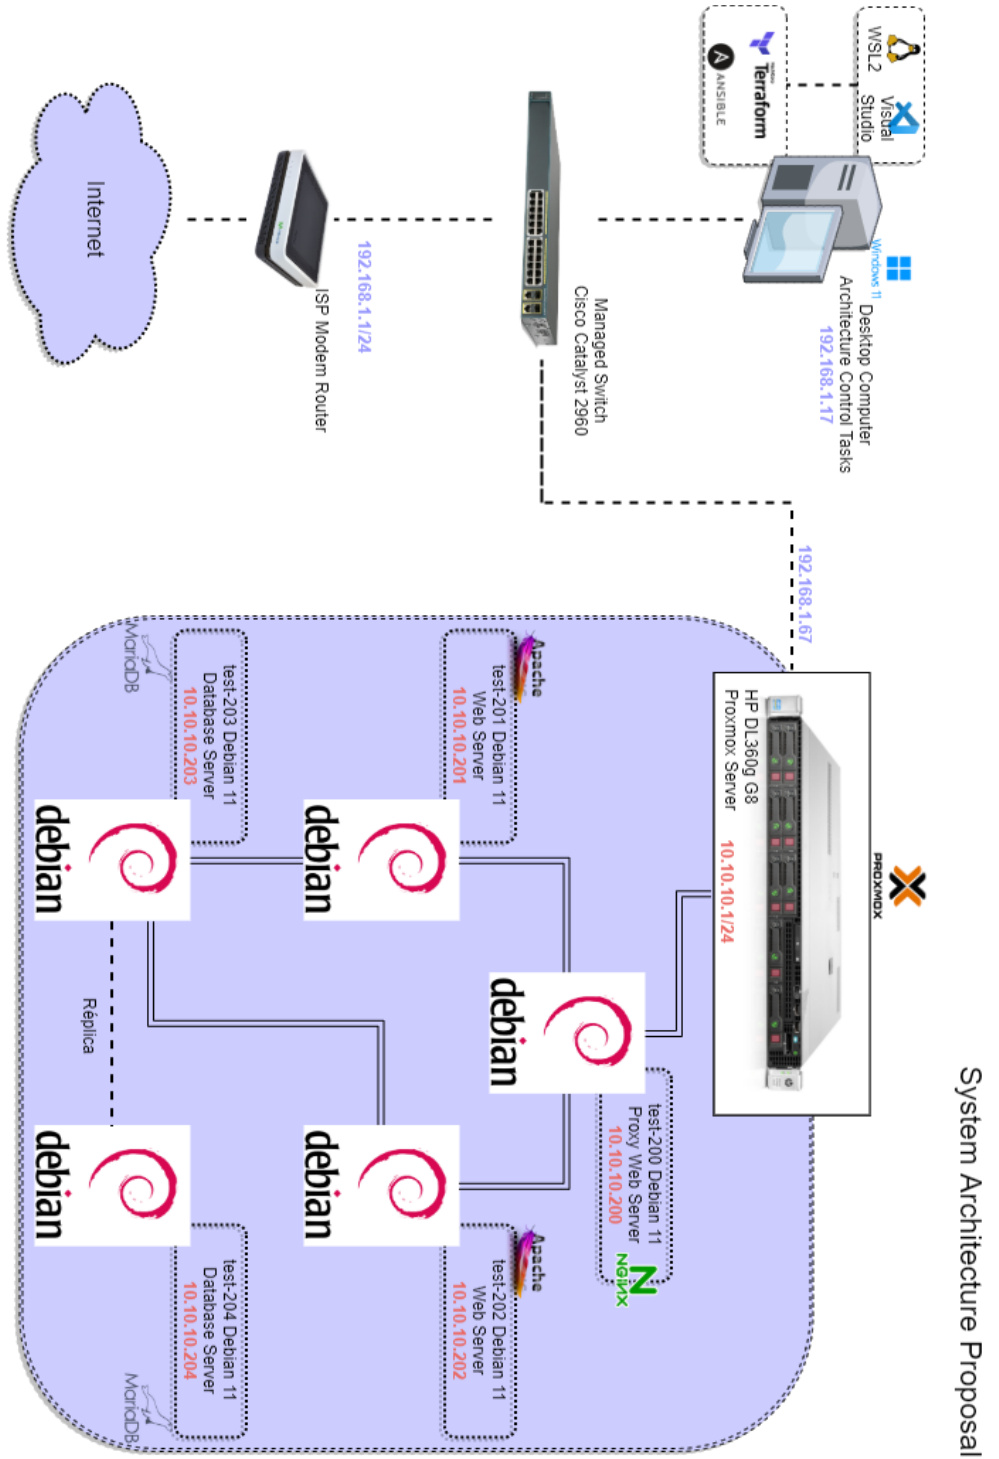 System Architecture Proposal
WSL2
Visual
Studio
HashiCorp
Terraform
ANSIBLE
Windows 11
Desktop Computer
Architecture Control Tasks
192.168.1.17
Managed Switch
Cisco Catalyst 2960
192.168.1.1/24
ISP Modem Router
Internet
192.168.1.67
PROXMOX
HP DL360g G8
Proxmox Server
10.10.10.1/24
test-200 Debian 11
Proxy Web Server
10.10.10.200
NGINX
debian
Apache
test-201 Debian 11
Web Server
10.10.10.201
debian
Apache
test-202 Debian 11
Web Server
10.10.10.202
debian
test-203 Debian 11
Database Server
10.10.10.203
MariaDB
debian
Réplica
test-204 Debian 11
Database Server
10.10.10.204
MariaDB
debian